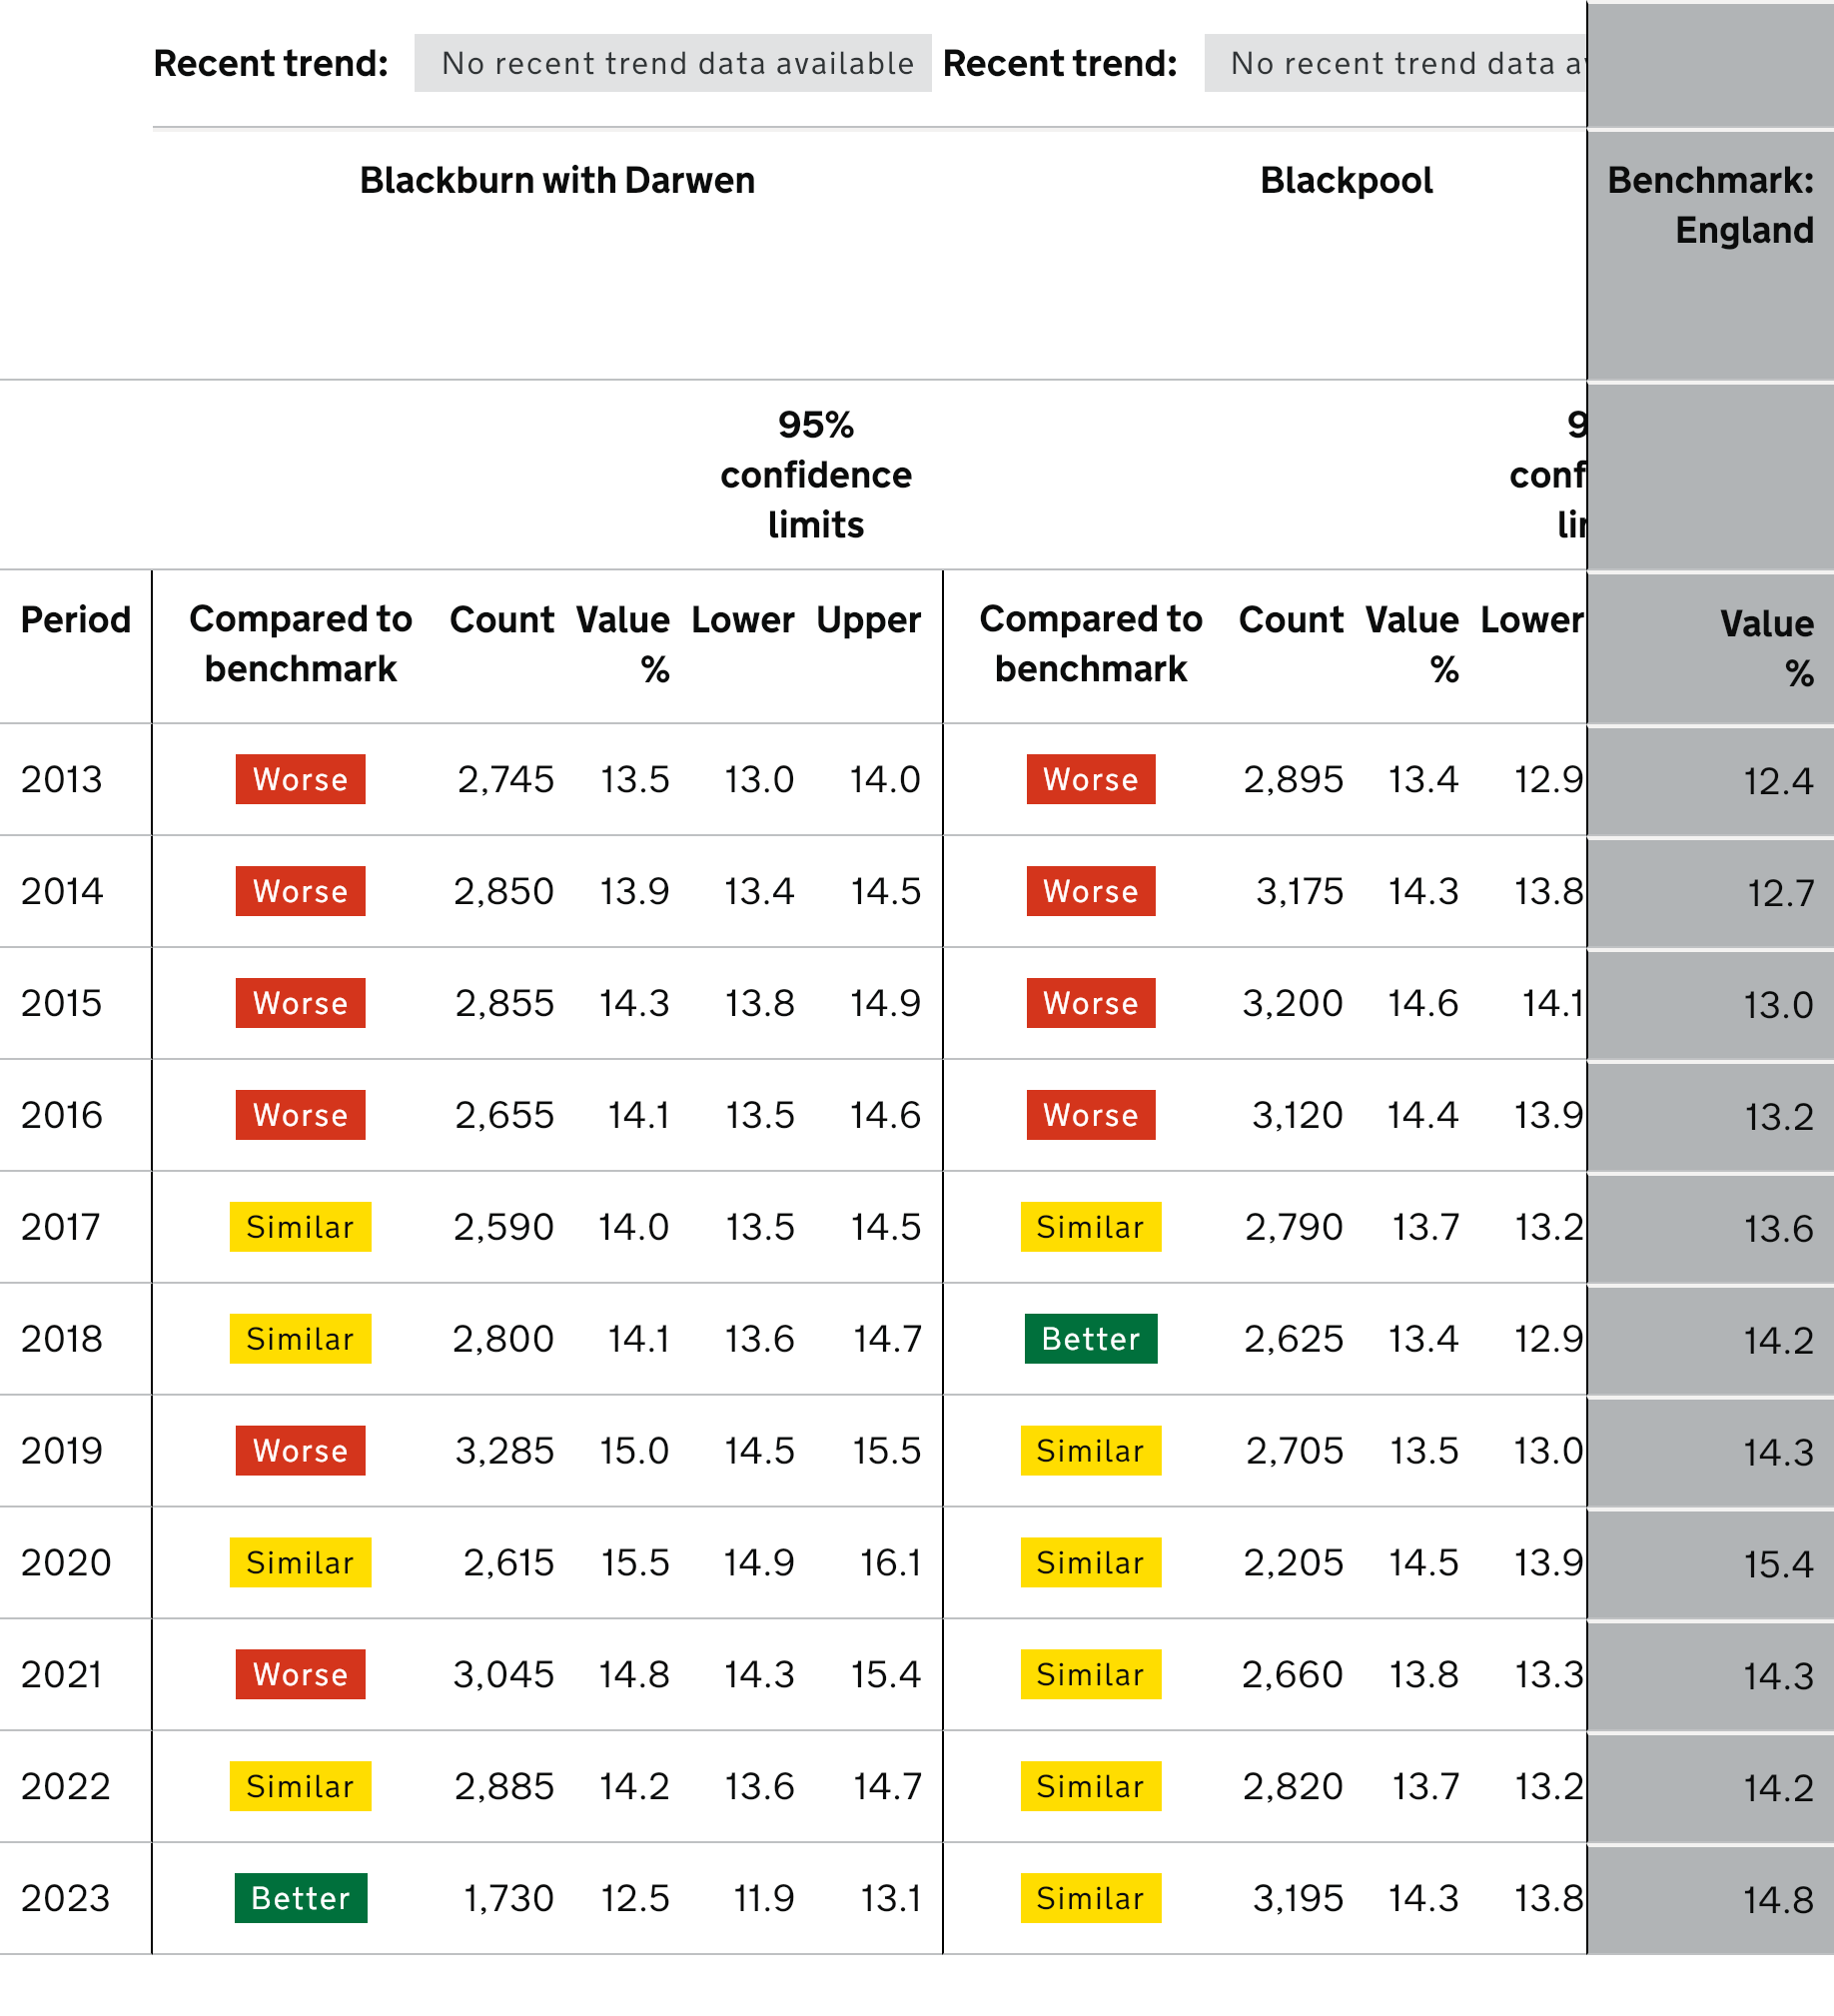 Recent trend: No recent trend data available Recent trend: No recent trend data
Blackburn with Darwen Blackpool Benchmark:
England
95% 9
confidence conf
limits
Period Compared to Count Value Lower Upper Compared to Count Value Lower Value
benchmark % benchmark % %
2013 Worse 2,745 13.5 13.0 14.0 Worse 2,895 13.4 12.9 12.4
2014 Worse 2,850 13.9 13.4 14.5 Worse 3,175 14.3 13.8 12.7
2015 Worse 2,855 14.3 13.8 14.9 Worse 3,200 14.6 14.1 13.0
2016 Worse 2,655 14.1 13.5 14.6 Worse 3,120 14.4 13.9 13.2
2017 Similar 2,590 14.0 13.5 14.5 Similar 2,790 13.7 13.2 13.6
2018 Similar 2,800 14.1 13.6 14.7 Better 2,625 13.4 12.9 14.2
2019 Worse 3,285 15.0 14.5 15.5 Similar 2,705 13.5 13.0 14.3
2020 Similar 2,615 15.5 14.9 16.1 Similar 2,205 14.5 13.9 15.4
2021 Worse 3,045 14.8 14.3 15.4 Similar 2,660 13.8 13.3 14.3
2022 Similar 2,885 14.2 13.6 14.7 Similar 2,820 13.7 13.2 14.2
2023 Better 1,730 12.5 11.9 13.1 Similar 3,195 14.3 13.8 14.8